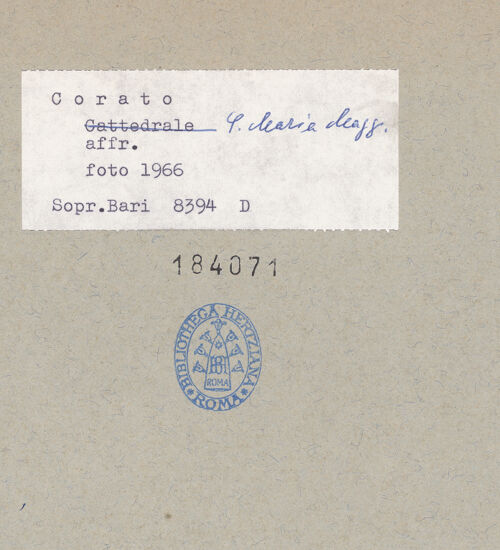 Corato
Cattedrale S. Maria Magg.
affr.
foto 1966
Sopr.Bari 8394 D
184071
BIBLIOTHECA HERTZIANA
BH
ROMA
* ROMA *